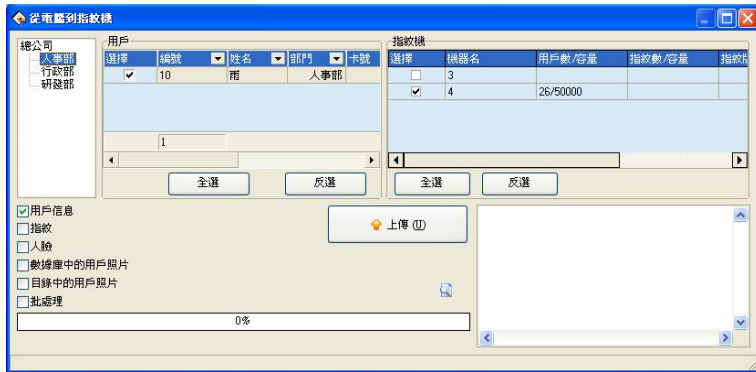 從電腦到指紋機
總公司
人事部
行政部
研發部
用戶
選擇 編號 姓名 部門 卡號
10 雨 人事部
1
全選 反選
指紋機
選擇 機器名 用戶數/容量 指紋數/容量
3
4 26/50000
全選 反選
用戶信息
指紋
人臉
數據庫中的用戶照片
目錄中的用戶照片
批處理
上傳 (U)
0%